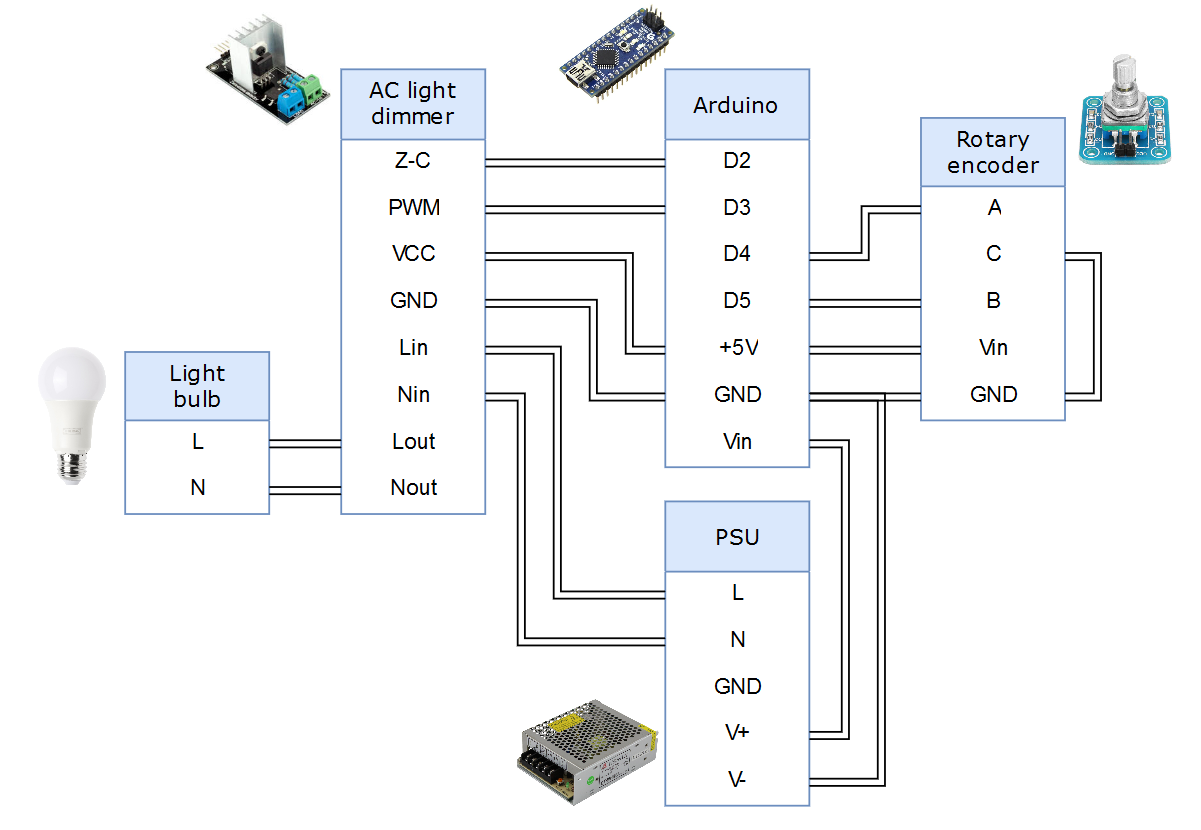 AC light
dimmer
Z-C
PWM
VCC
GND
Lin
Nin
Lout
Nout
Arduino
D2
D3
D4
D5
+5V
GND
Vin
Rotary
encoder
A
C
B
Vin
GND
Light
bulb
L
N
PSU
L
N
GND
V+
V-